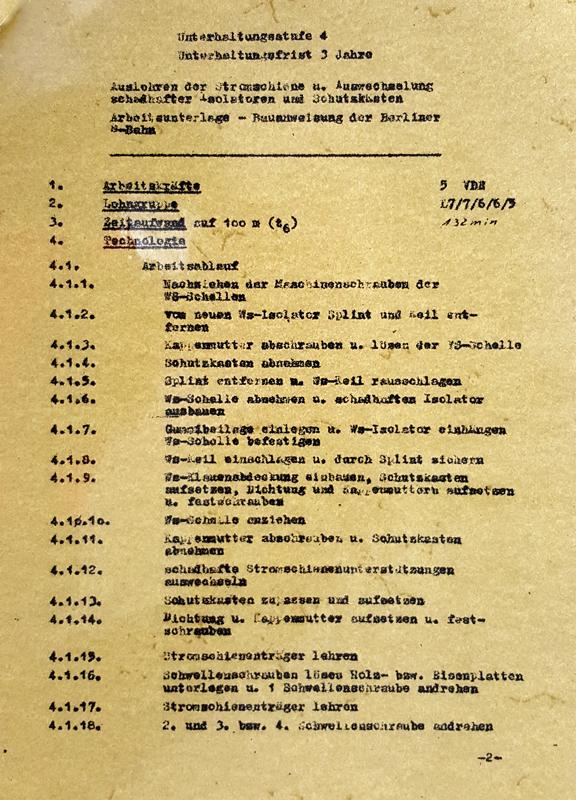 Unterhaltungsstufe 4
Unterhaltungsfrist 3 Jahre
Auslehren der Stromschiene u. Auswechselung
schadhafter Isolatoren und Schutzkästen
Arbeitsunterlage - Bauanweisung der Berliner
S-Bahn
1. Arbeitskräfte 5 VDE
2. Lohngruppe L7/7/6/6/5
3. Zeitaufwand auf 100 m (t6) 132 min
4. Technologie
4.1. Arbeitsablauf
4.1.1. Nachziehen der Maschinenschrauben der
WS-Schellen
4.1.2. vom neuen Ws-Isolator Splint und Keil ent-
fernen
4.1.3. Kappenmutter abschrauben u. lösen der WS-Schelle
4.1.4. Schutzkasten abnehmen
4.1.5. Splint entfernen u. Ws-Keil rausschlagen
4.1.6. Ws-Schelle abnehmen u. schadhaften Isolator
ausbauen
4.1.7. Gummibeilage einlegen u. Ws-Isolator einhängen
Ws-Schelle befestigen
4.1.8. Ws-Keil einschlagen u. durch Splint sichern
4.1.9. Ws-Klauenabdeckung einbauen, Schutzkasten
aufsetzen, Dichtung und Kappenmuttern aufsetzen
u. festschrauben
4.1.10. Ws-Schelle anziehen
4.1.11. Kappenmutter abschrauben u. Schutzkasten
abnehmen
4.1.12. schadhafte Stromschienenunterstützungen
auswechseln
4.1.13. Schutzkasten zupassen und aufsetzen
4.1.14. Dichtung u. Kappenmutter aufsetzen u. fest-
schrauben
4.1.15. Stromschienenträger lehren
4.1.16. Schwellenschrauben lösen Holz- bzw. Eisenplatten
unterlegen u. 1 Schwellenschraube andrehen
4.1.17. Stromschienenträger lehren
4.1.18. 2. und 3. bzw. 4. Schwellenschraube andrehen
-2-